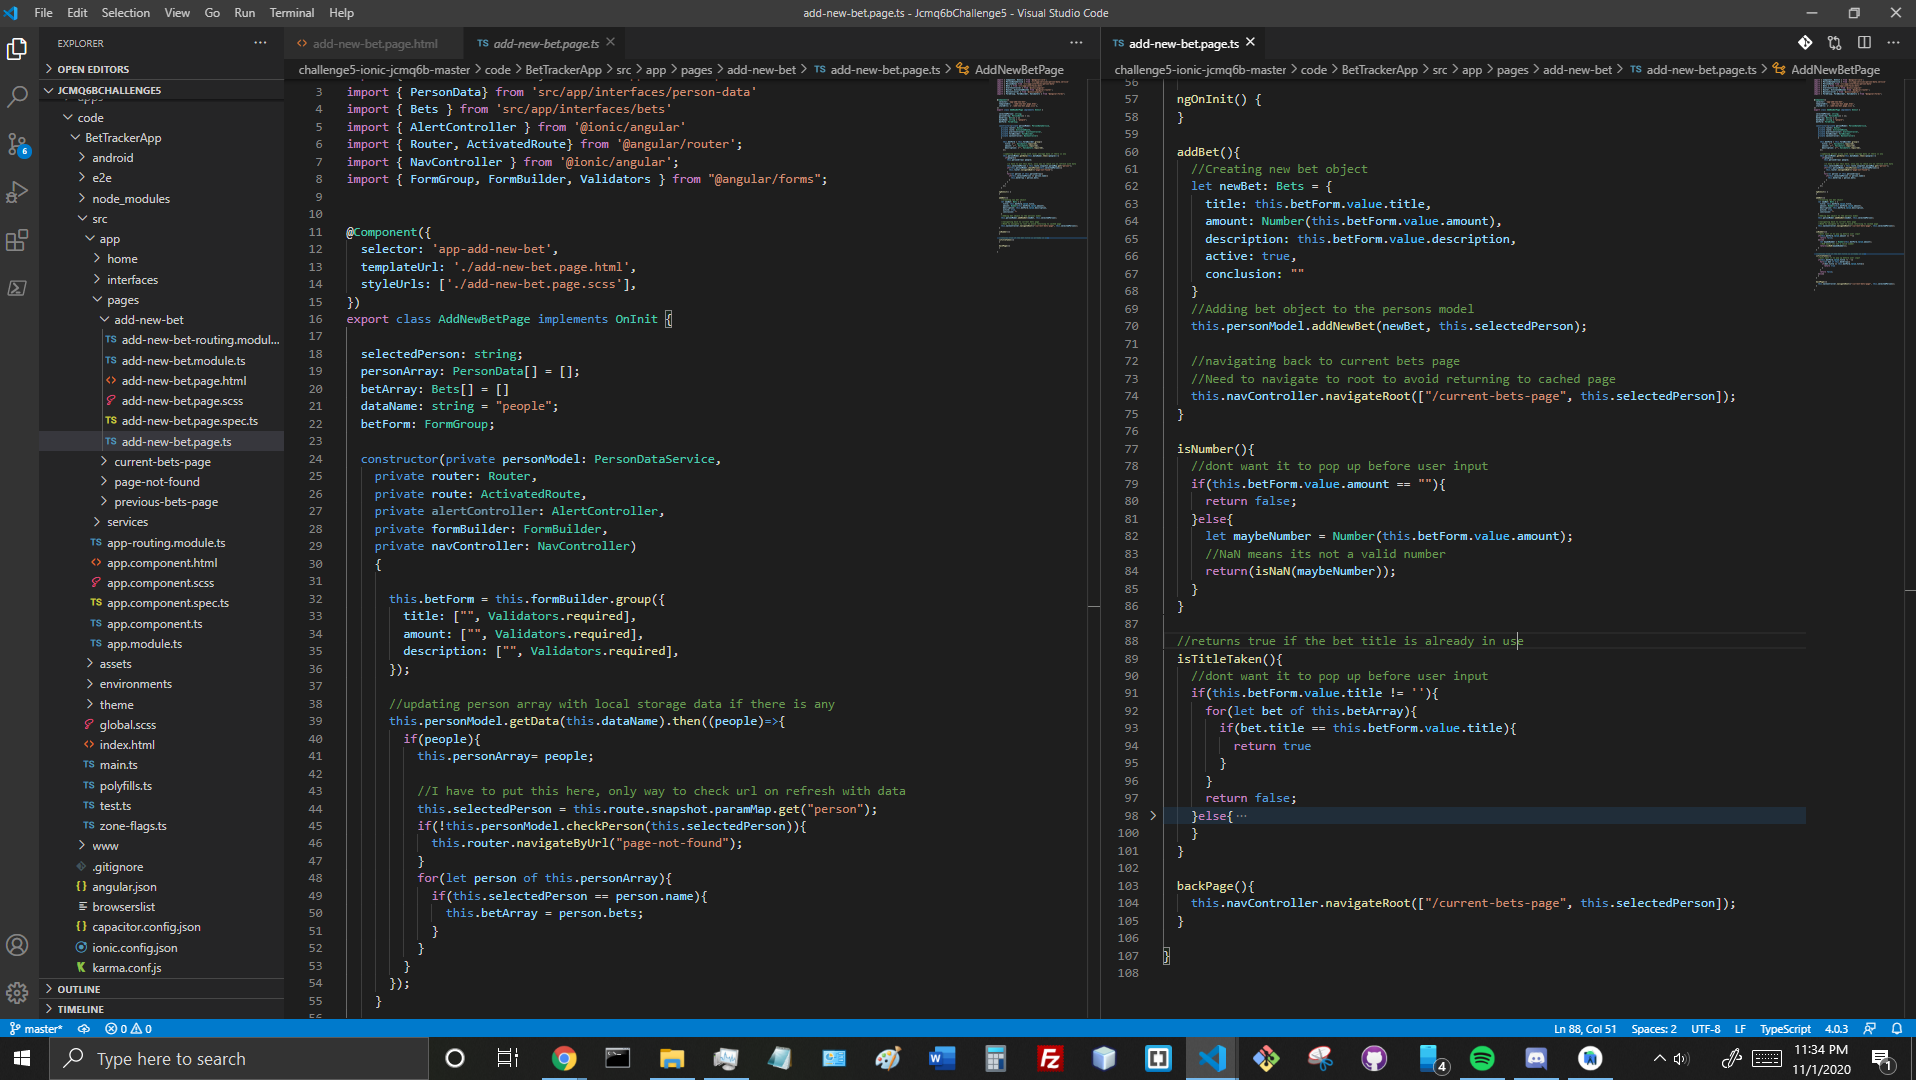 File Edit Selection View Go Run Terminal Help
add-new-bet.page.ts - Jcmq6bChallenge5 - Visual Studio Code
EXPLORER
OPEN EDITORS
JCMQ6BCHALLENGE5
apps
code
BetTrackerApp
android
e2e
node_modules
src
app
home
interfaces
pages
add-new-bet
TS add-new-bet-routing.modul...
TS add-new-bet.module.ts
<> add-new-bet.page.html
add-new-bet.page.scss
TS add-new-bet.page.spec.ts
TS add-new-bet.page.ts
current-bets-page
page-not-found
previous-bets-page
services
TS app-routing.module.ts
<> app.component.html
app.component.scss
TS app.component.spec.ts
TS app.component.ts
TS app.module.ts
assets
environments
theme
global.scss
<> index.html
TS main.ts
TS polyfills.ts
TS test.ts
TS zone-flags.ts
www
.gitignore
{} angular.json
browserslist
{} capacitor.config.json
ionic.config.json
K karma.conf.js
OUTLINE
TIMELINE
<> add-new-bet.page.html
TS add-new-bet.page.ts
challenge5-ionic-jcmq6b-master > code > BetTrackerApp > src > app > pages > add-new-bet > TS add-new-bet.page.ts > AddNewBetPage
3 import { PersonData} from 'src/app/interfaces/person-data'
4 import { Bets } from 'src/app/interfaces/bets'
5 import { AlertController } from '@ionic/angular'
6 import { Router, ActivatedRoute} from '@angular/router';
7 import { NavController } from '@ionic/angular';
8 import { FormGroup, FormBuilder, Validators } from "@angular/forms";
9
10
11 @Component({
12 selector: 'app-add-new-bet',
13 templateUrl: './add-new-bet.page.html',
14 styleUrls: ['./add-new-bet.page.scss'],
15 })
16 export class AddNewBetPage implements OnInit {
17
18 selectedPerson: string;
19 personArray: PersonData[] = [];
20 betArray: Bets[] = []
21 dataName: string = "people";
22 betForm: FormGroup;
23
24 constructor(private personModel: PersonDataService,
25 private router: Router,
26 private route: ActivatedRoute,
27 private alertController: AlertController,
28 private formBuilder: FormBuilder,
29 private navController: NavController)
30 {
31
32 this.betForm = this.formBuilder.group({
33 title: ["", Validators.required],
34 amount: ["", Validators.required],
35 description: ["", Validators.required],
36 });
37
38 //updating person array with local storage data if there is any
39 this.personModel.getData(this.dataName).then((people)=>{
40 if(people){
41 this.personArray= people;
42
43 //I have to put this here, only way to check url on refresh with data
44 this.selectedPerson = this.route.snapshot.paramMap.get("person");
45 if(!this.personModel.checkPerson(this.selectedPerson)){
46 this.router.navigateByUrl("page-not-found");
47 }
48 for(let person of this.personArray){
49 if(this.selectedPerson == person.name){
50 this.betArray = person.bets;
51 }
52 }
53 }
54 });
55 }
56
TS add-new-bet.page.ts
challenge5-ionic-jcmq6b-master > code > BetTrackerApp > src > app > pages > add-new-bet > TS add-new-bet.page.ts > AddNewBetPage
56
57 ngOnInit() {
58 }
59
60 addBet(){
61 //Creating new bet object
62 let newBet: Bets = {
63 title: this.betForm.value.title,
64 amount: Number(this.betForm.value.amount),
65 description: this.betForm.value.description,
66 active: true,
67 conclusion: ""
68 }
69 //Adding bet object to the persons model
70 this.personModel.addNewBet(newBet, this.selectedPerson);
71
72 //navigating back to current bets page
73 //Need to navigate to root to avoid returning to cached page
74 this.navController.navigateRoot(["/current-bets-page", this.selectedPerson]);
75 }
76
77 isNumber(){
78 //dont want it to pop up before user input
79 if(this.betForm.value.amount == ""){
80 return false;
81 }else{
82 let maybeNumber = Number(this.betForm.value.amount);
83 //NaN means its not a valid number
84 return(isNaN(maybeNumber));
85 }
86 }
87
88 //returns true if the bet title is already in use
89 isTitleTaken(){
90 //dont want it to pop up before user input
91 if(this.betForm.value.title != ''){
92 for(let bet of this.betArray){
93 if(bet.title == this.betForm.value.title){
94 return true
95 }
96 }
97 return false;
98 }else{ ...
100 }
101 }
102
103 backPage(){
104 this.navController.navigateRoot(["/current-bets-page", this.selectedPerson]);
105 }
106
107 }
108
master* 0 0
Ln 88, Col 51 Spaces: 2 UTF-8 LF TypeScript 4.0.3
Type here to search
11:34 PM
11/1/2020